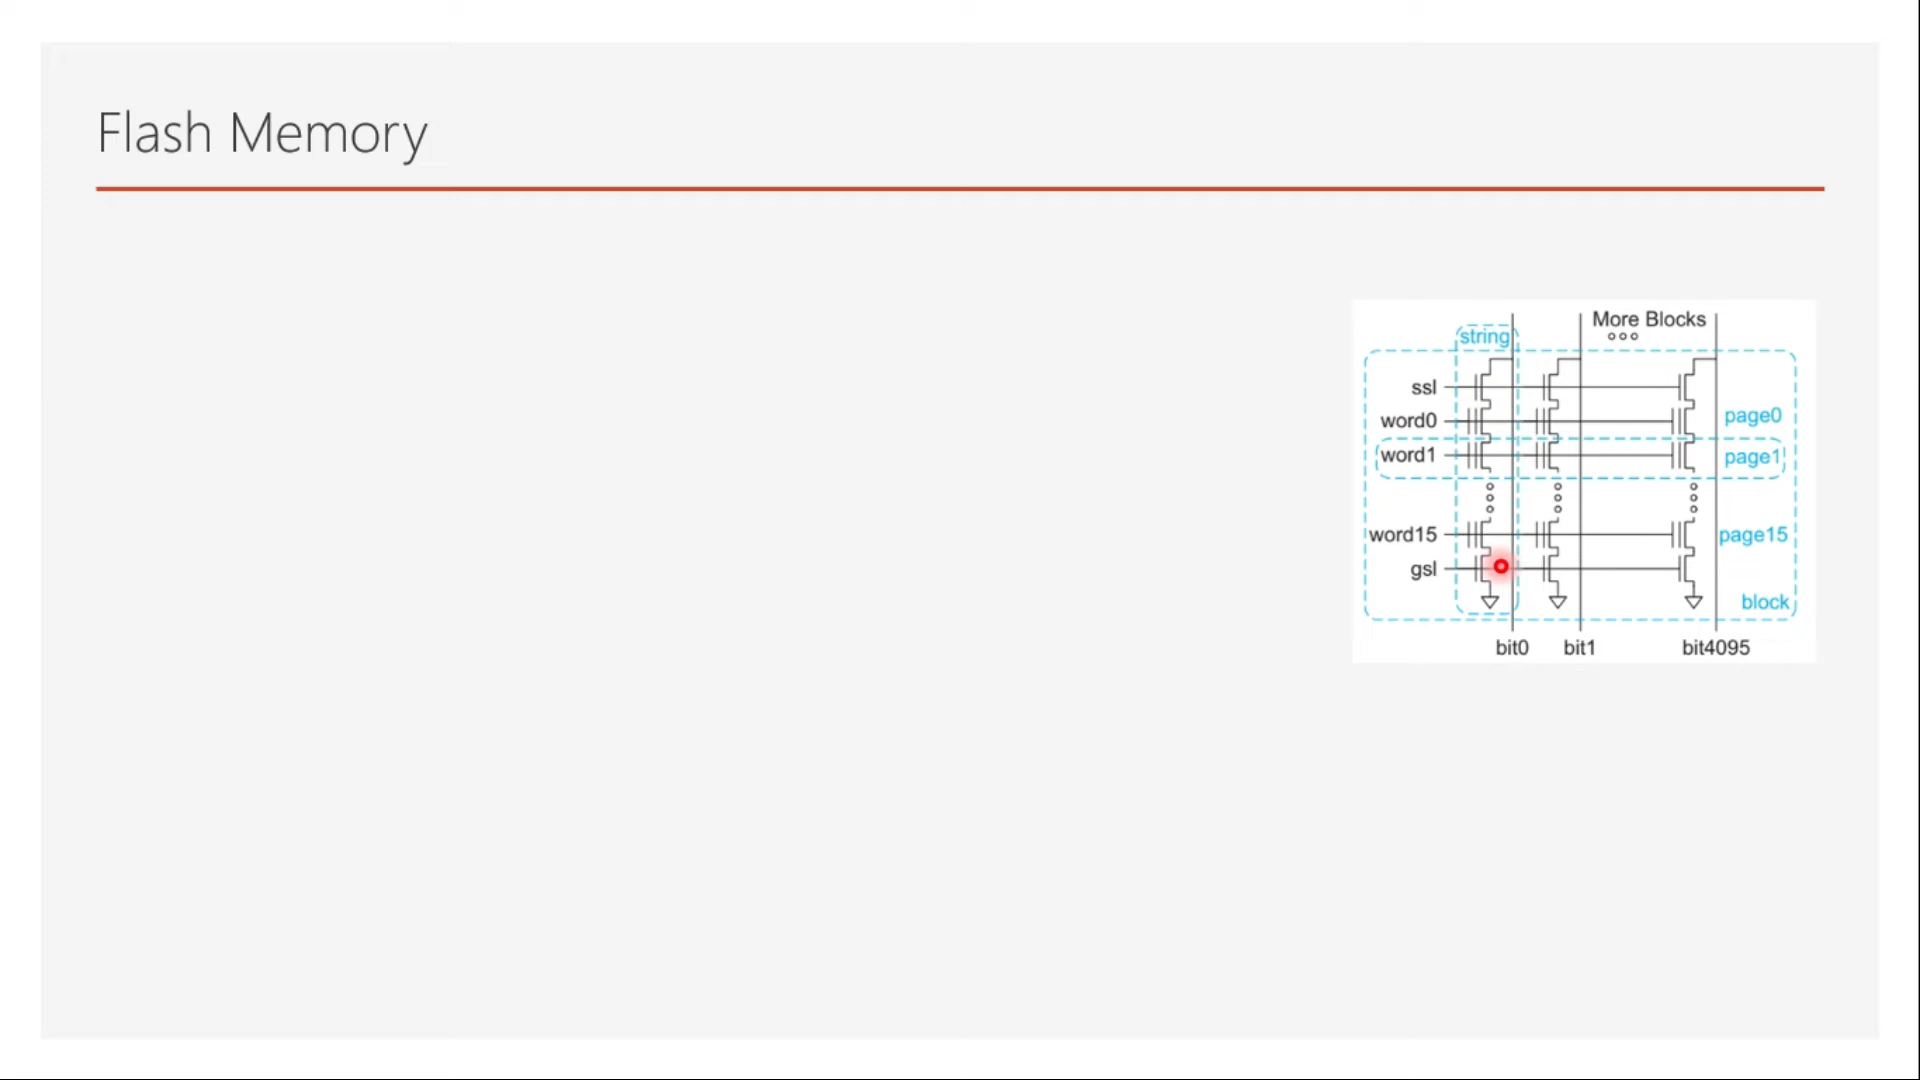 Flash Memory
More Blocks
string
ssl
word0
page0
word1
page1
word15
page15
gsl
block
bit0
bit1
bit4095